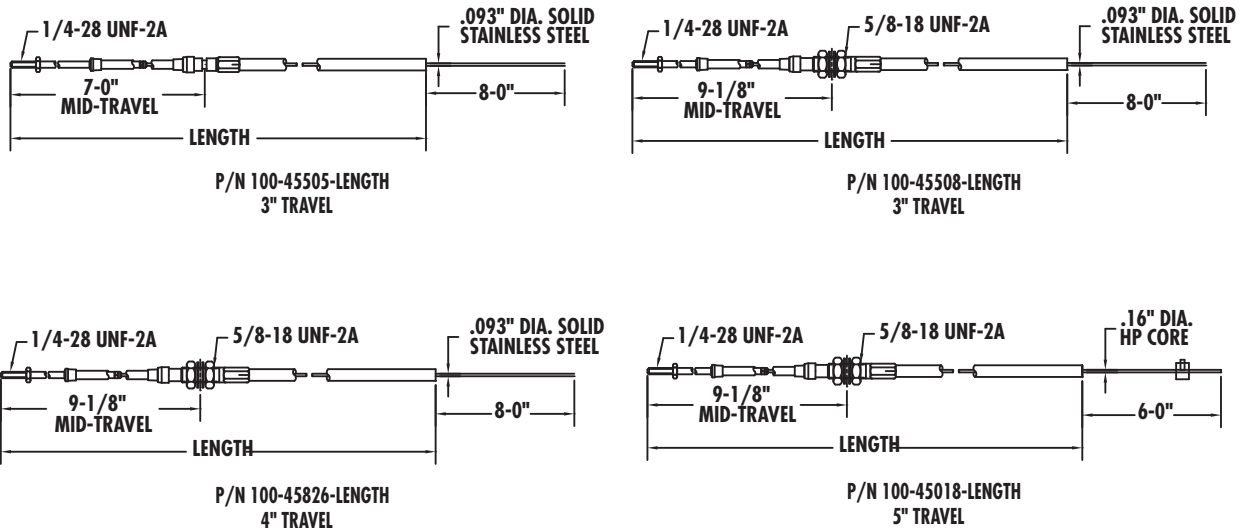 1/4-28 UNF-2A
.093" DIA. SOLID
STAINLESS STEEL
7-0"
MID-TRAVEL
8-0"
LENGTH
P/N 100-45505-LENGTH
3" TRAVEL
1/4-28 UNF-2A
5/8-18 UNF-2A
.093" DIA. SOLID
STAINLESS STEEL
9-1/8"
MID-TRAVEL
8-0"
LENGTH
P/N 100-45508-LENGTH
3" TRAVEL
1/4-28 UNF-2A
5/8-18 UNF-2A
.093" DIA. SOLID
STAINLESS STEEL
9-1/8"
MID-TRAVEL
8-0"
LENGTH
P/N 100-45826-LENGTH
4" TRAVEL
1/4-28 UNF-2A
5/8-18 UNF-2A
.16" DIA.
HP CORE
9-1/8"
MID-TRAVEL
6-0"
LENGTH
P/N 100-45018-LENGTH
5" TRAVEL